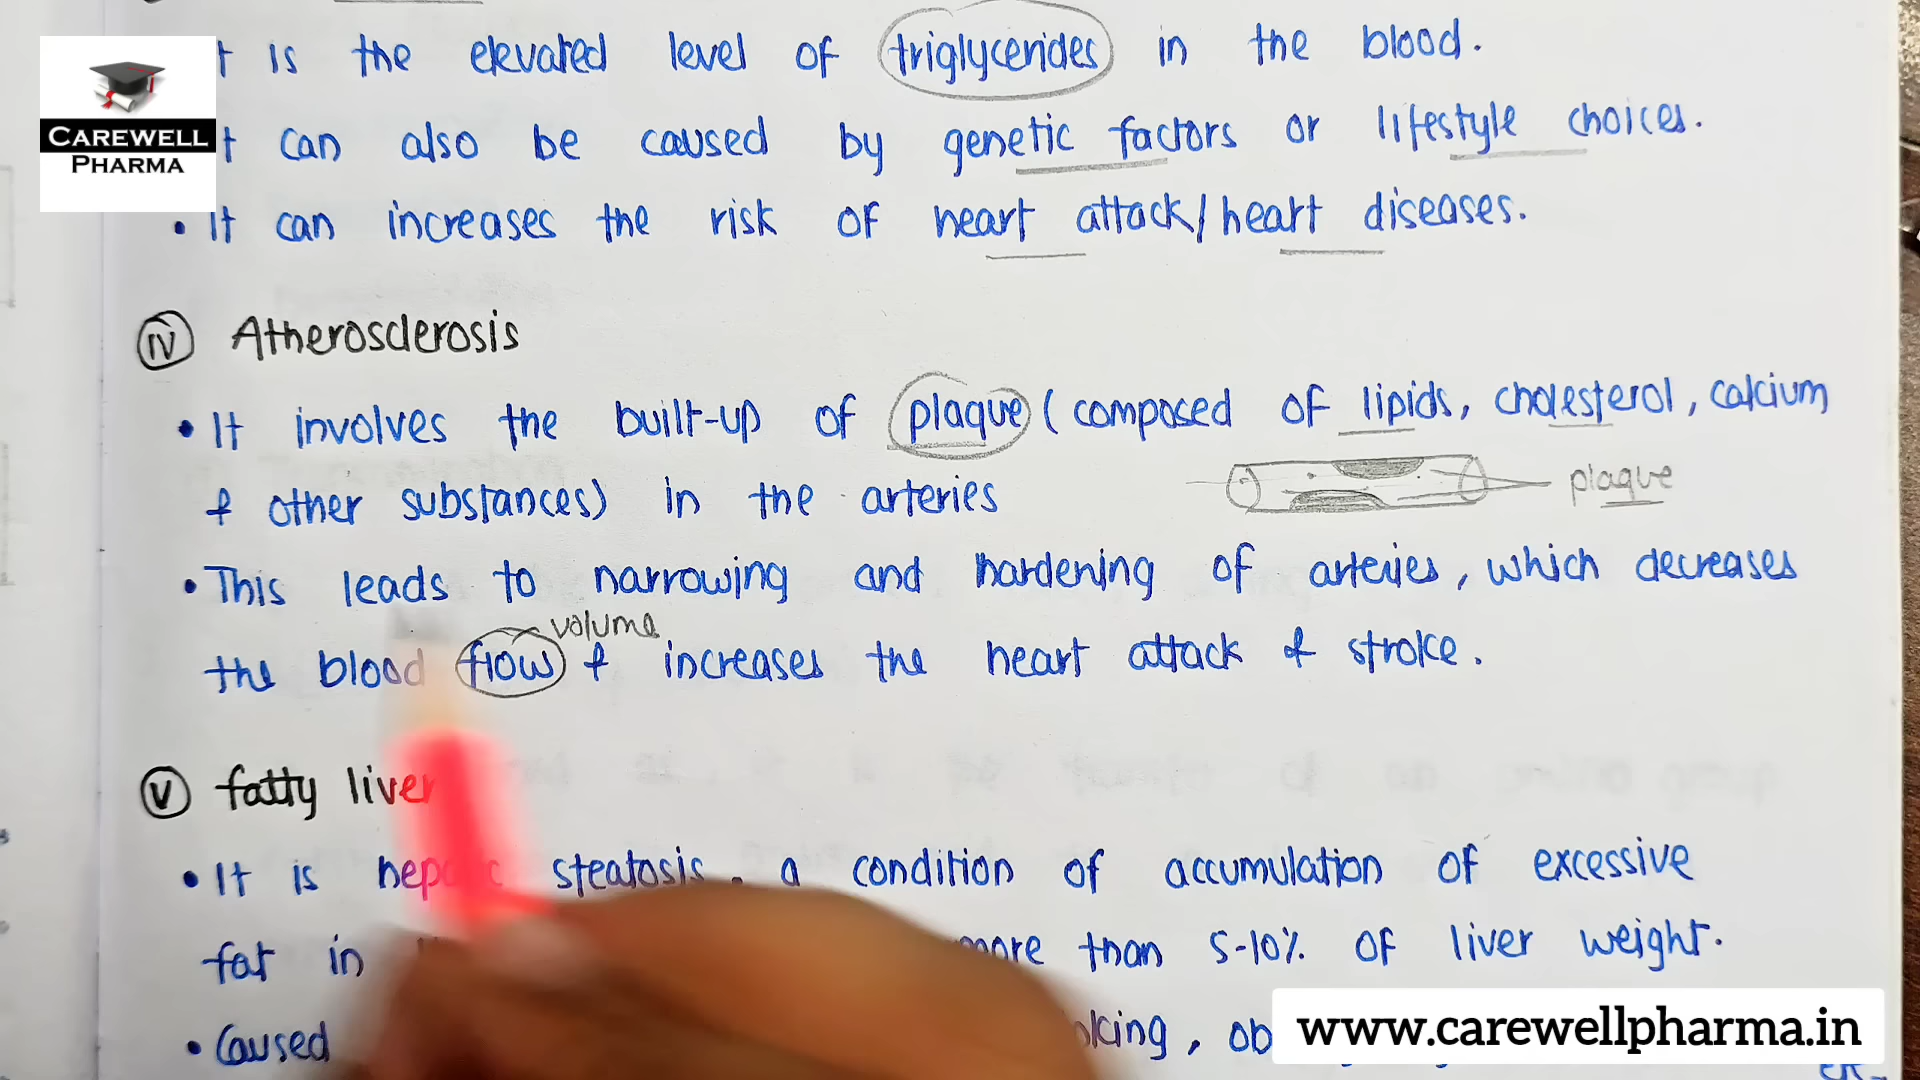 t is the elevated level of triglycerides in the blood.
CAREWELL
PHARMA
t can also be caused by genetic factors or lifestyle choices.
• It can increases the risk of heart attack/heart diseases.
(iv) Atherosclerosis
• It involves the built-up of plaque (composed of lipids, cholesterol, calcium
& other substances) in the arteries
plaque
• This leads to narrowing and hardening of arteries, which decreases
volume
the blood flow & increases the heart attack & stroke.
(v) fatty liver
• It is hepatic steatosis, a condition of accumulation of excessive
fat in more than 5-10% of liver weight.
• Caused
www.carewellpharma.in